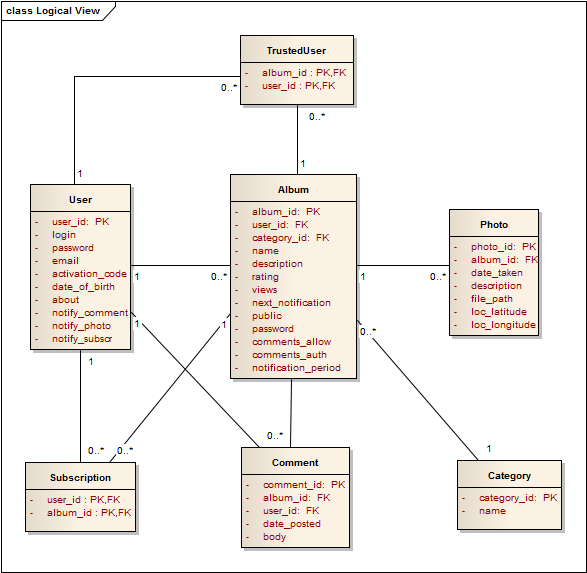 class Logical View
TrustedUser
- album_id : PK,FK
- user_id : PK,FK
0..*
0..*
1
1
User
- user_id: PK
- login
- password
- email
- activation_code
- date_of_birth
- about
- notify_comment
- notify_photo
- notify_subscr
Album
- album_id: PK
- user_id: FK
- category_id: FK
- name
- description
- rating
- views
- next_notification
- public
- password
- comments_allow
- comments_auth
- notification_period
Photo
- photo_id: PK
- album_id: FK
- date_taken
- description
- file_path
- loc_latitude
- loc_longitude
1
0..*
1
0..*
1
1
0..*
1
0..*
0..*
0..*
1
Subscription
- user_id : PK,FK
- album_id : PK,FK
Comment
- comment_id: PK
- album_id: FK
- user_id: FK
- date_posted
- body
Category
- category_id: PK
- name